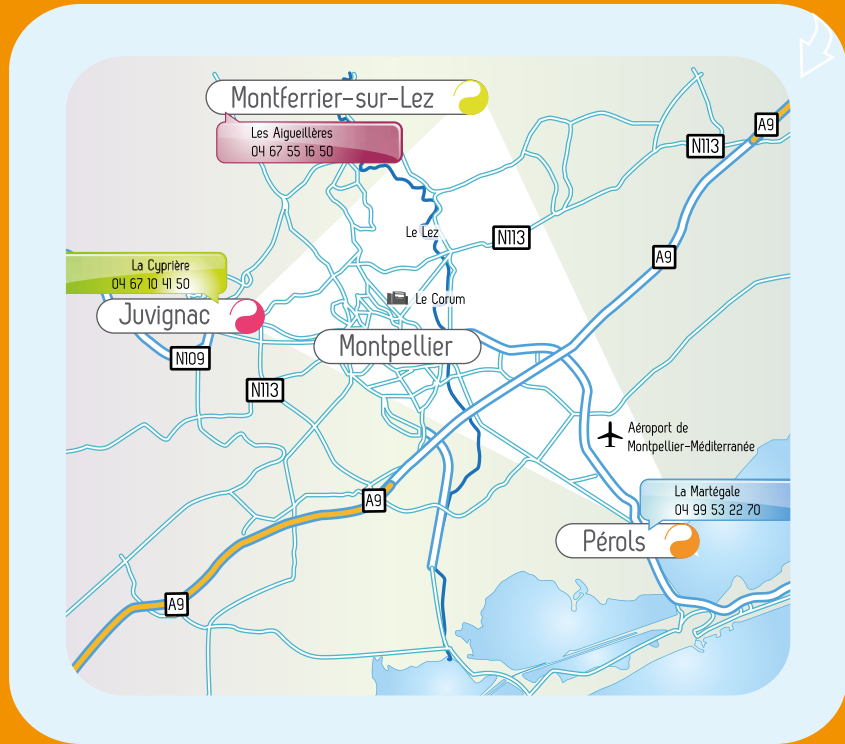 Montferrier-sur-Lez
Les Aigueillères
04 67 55 16 50
A9
N113
Le Lez
N113
A9
La Cyprière
04 67 10 41 50
Le Corum
Juvignac
Montpellier
N109
N113
Aéroport de
Montpellier-Méditerranée
A9
La Martégale
04 99 53 22 70
Pérols
A9